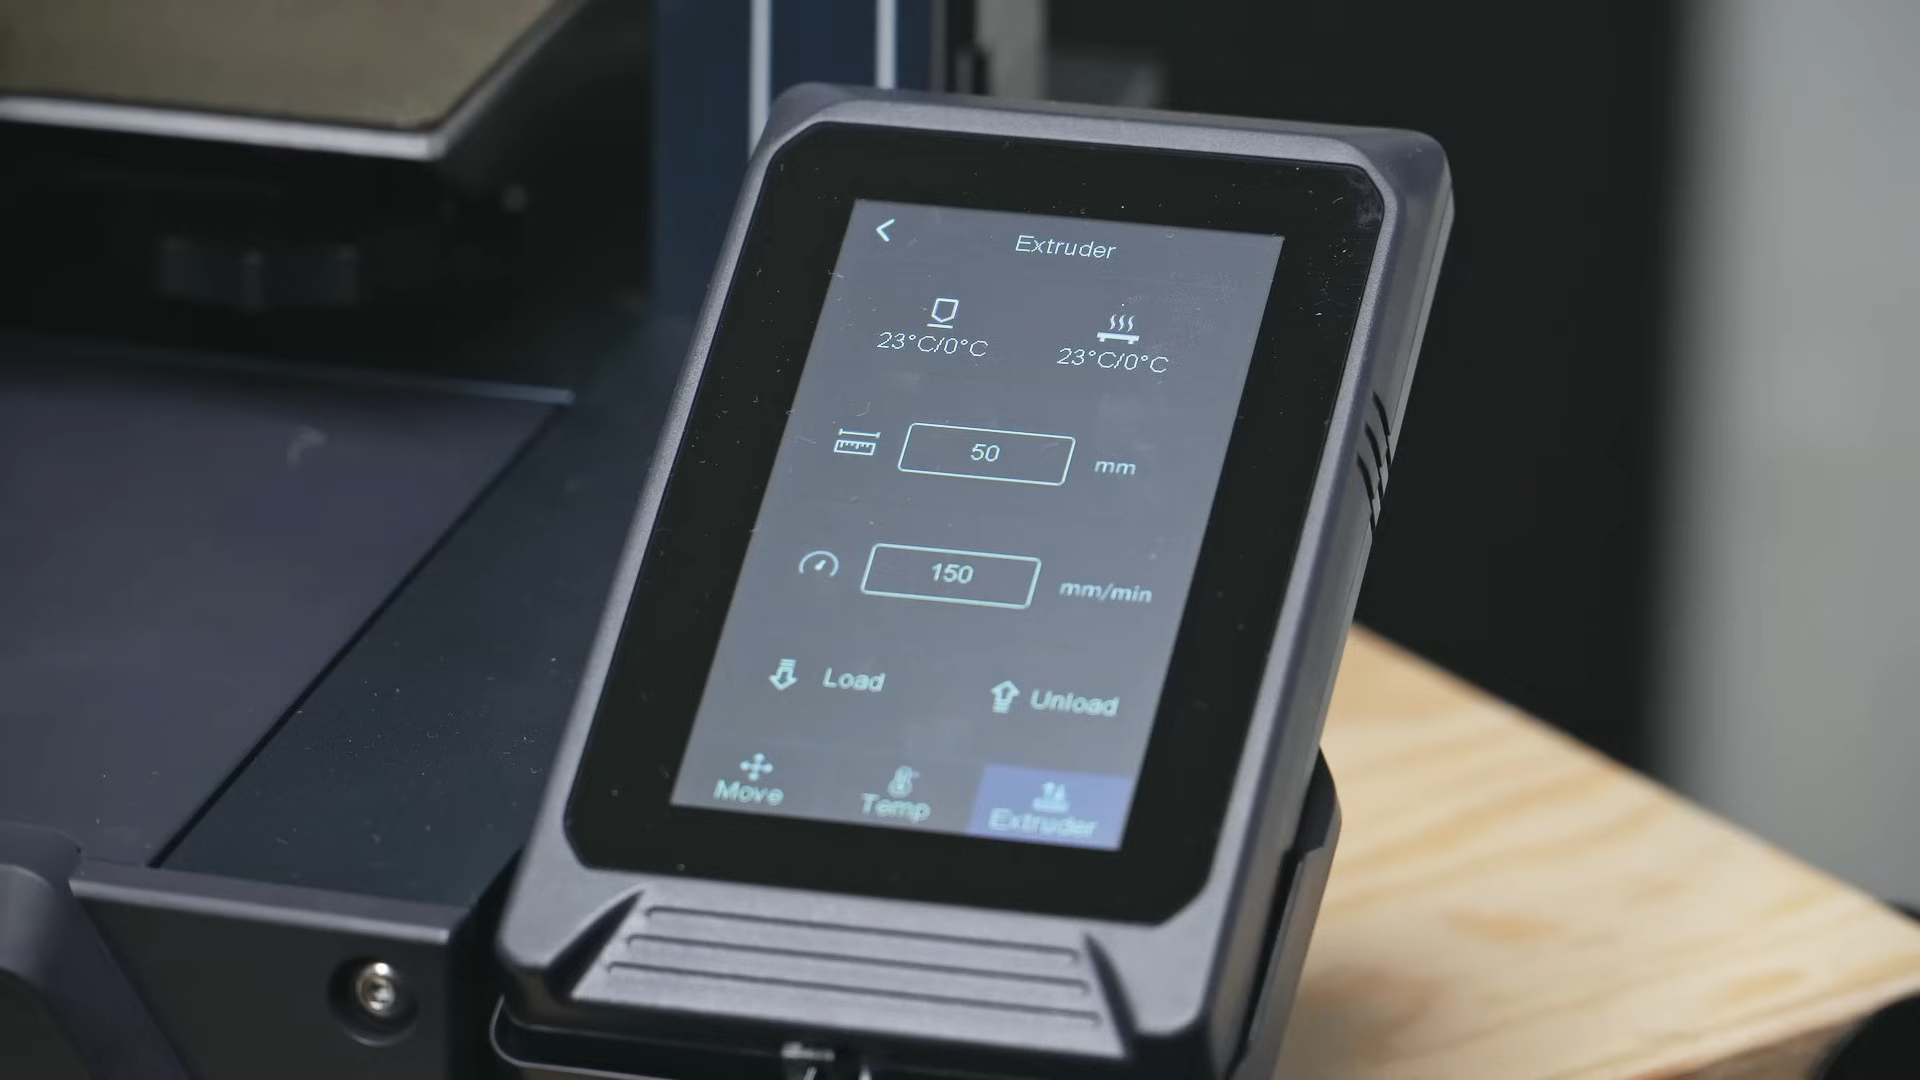 Extruder
23°C/0°C 23°C/0°C
50 mm
150 mm/min
Load Unload
Move Temp Extruder